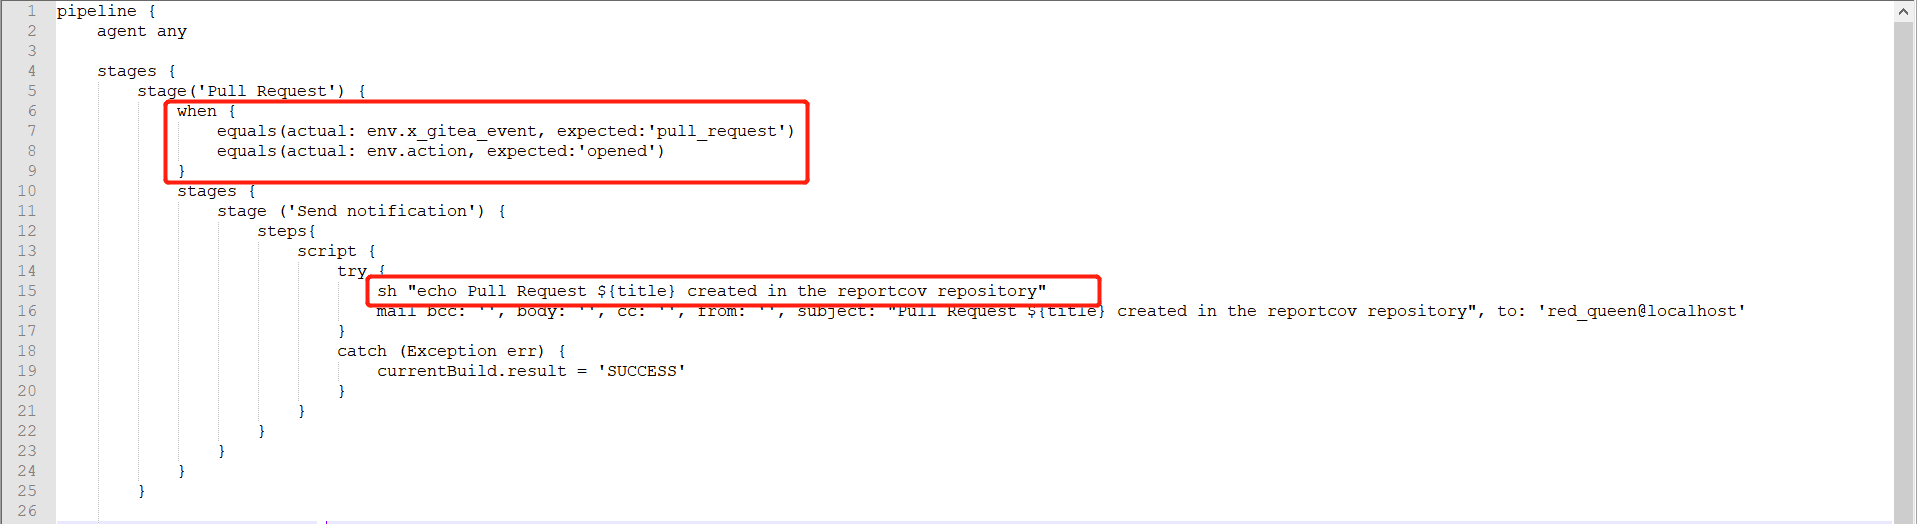 1 pipeline {
2     agent any
3
4     stages {
5         stage('Pull Request') {
6             when {
7                 equals(actual: env.x_gitea_event, expected:'pull_request')
8                 equals(actual: env.action, expected:'opened')
9             }
10             stages {
11                 stage ('Send notification') {
12                     steps{
13                         script {
14                             try {
15                                 sh "echo Pull Request ${title} created in the reportcov repository"
16                                 mail bcc: '', body: '', cc: '', from: '', subject: "Pull Request ${title} created in the reportcov repository", to: 'red_queen@localhost'
17                             }
18                             catch (Exception err) {
19                                 currentBuild.result = 'SUCCESS'
20                             }
21                         }
22                     }
23                 }
24             }
25         }
26